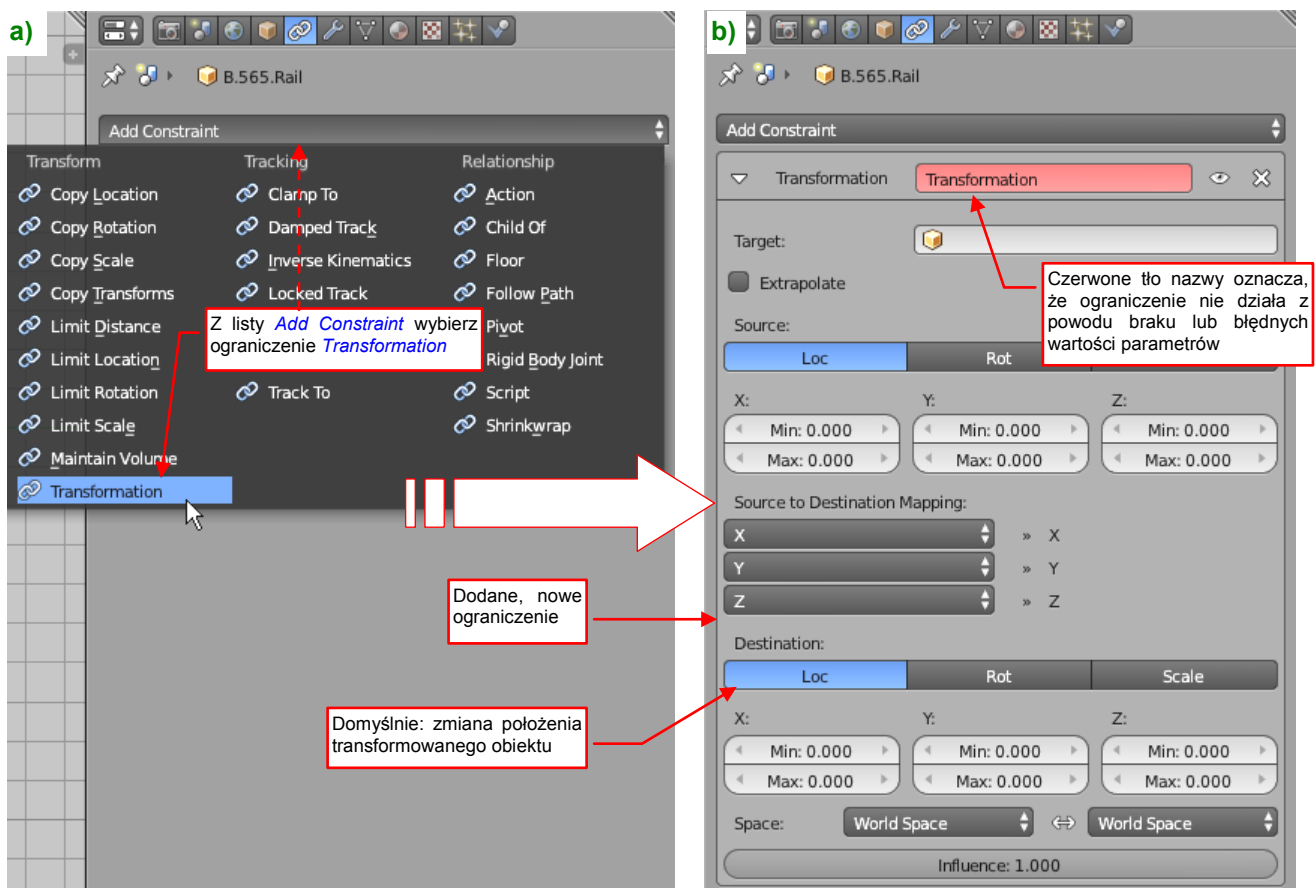 a)
B.565.Rail
Add Constraint
Transform
Copy Location
Copy Rotation
Copy Scale
Copy Transforms
Limit Distance
Limit Location
Limit Rotation
Limit Scale
Maintain Volume
Transformation
Tracking
Clamp To
Damped Track
Inverse Kinematics
Locked Track
Track To
Relationship
Action
Child Of
Floor
Follow Path
Pivot
Rigid Body Joint
Script
Shrinkwrap
Z listy Add Constraint wybierz
ograniczenie Transformation
b)
B.565.Rail
Add Constraint
Transformation Transformation
Target:
Extrapolate
Czerwone tło nazwy oznacza,
że ograniczenie nie działa z
powodu braku lub błędnych
wartości parametrów
Source:
Loc Rot
X: Y: Z:
Min: 0.000 Min: 0.000 Min: 0.000
Max: 0.000 Max: 0.000 Max: 0.000
Source to Destination Mapping:
X » X
Y » Y
Z » Z
Dodane, nowe
ograniczenie
Destination:
Loc Rot Scale
Domyślnie: zmiana położenia
transformowanego obiektu
X: Y: Z:
Min: 0.000 Min: 0.000 Min: 0.000
Max: 0.000 Max: 0.000 Max: 0.000
Space: World Space World Space
Influence: 1.000